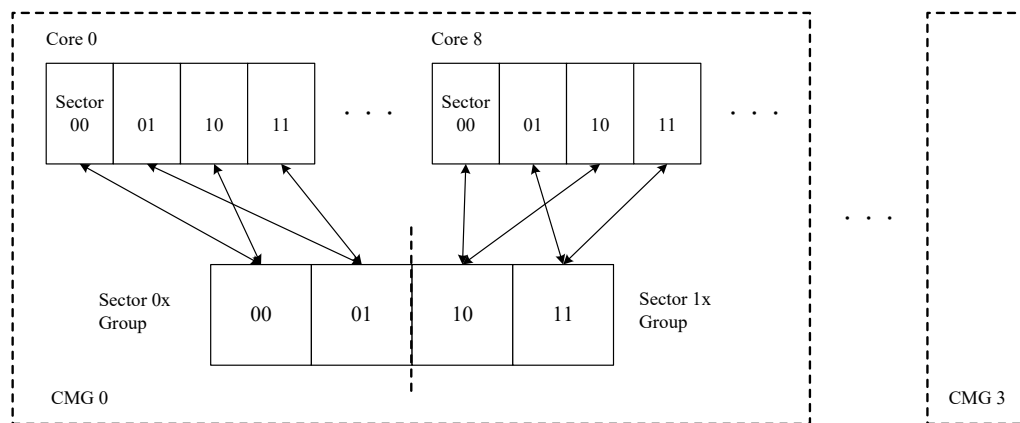 Core 0
Core 8
Sector
00 01 10 11
. . .
Sector
00 01 10 11
. . .
. . .
Sector 0x
Group
00 01 10 11
Sector 1x
Group
CMG 0
CMG 3